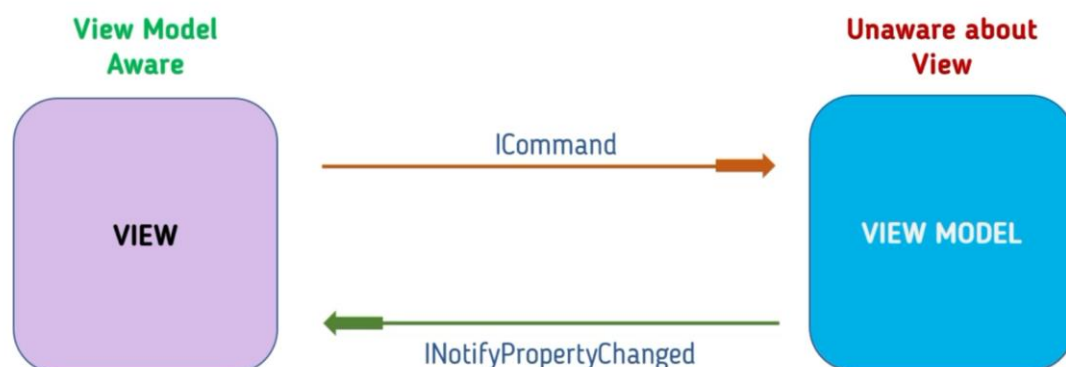 View Model
Aware
Unaware about
View
ICommand
VIEW
VIEW MODEL
INotifyPropertyChanged